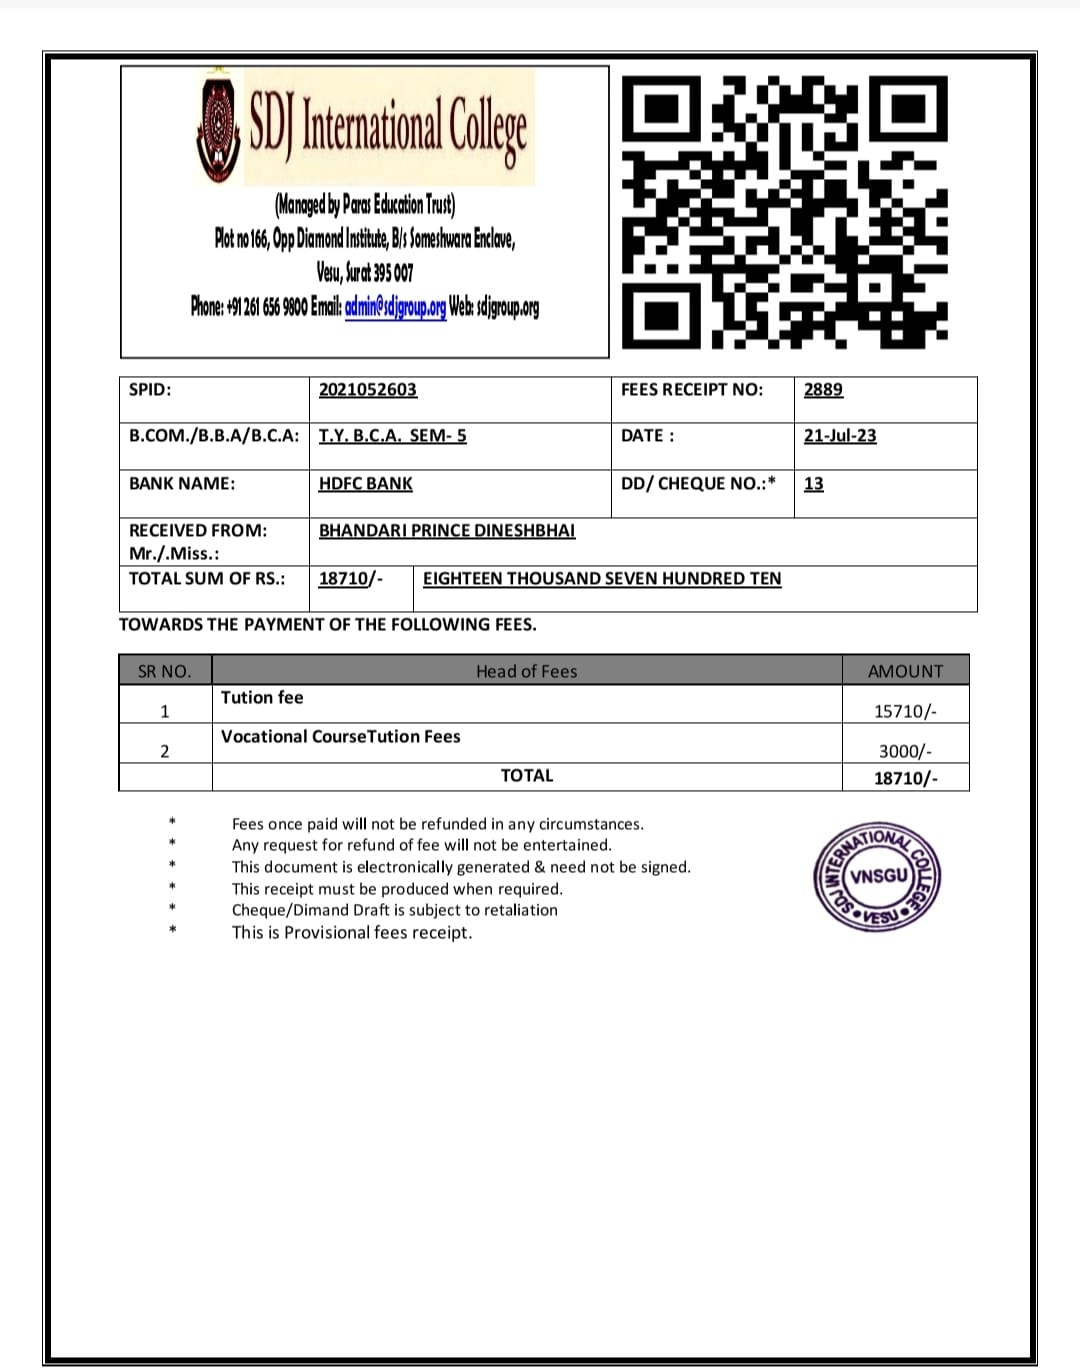 SDJ International College
(Managed by Paras Education Trust)
Plot no 166, Opp Diamond Institute, B/s Someshwara Enclave,
Vesu, Surat 395 007
Phone: +91 261 656 9800 Email: admin@sdjgroup.org Web: sdjgroup.org
SPID: 2021052603 FEES RECEIPT NO: 2889
B.COM./B.B.A/B.C.A: T.Y. B.C.A. SEM- 5 DATE : 21-Jul-23
BANK NAME: HDFC BANK DD/ CHEQUE NO.:* 13
RECEIVED FROM: BHANDARI PRINCE DINESHBHAI
Mr./.Miss.:
TOTAL SUM OF RS.: 18710/- EIGHTEEN THOUSAND SEVEN HUNDRED TEN
TOWARDS THE PAYMENT OF THE FOLLOWING FEES.
SR NO. Head of Fees AMOUNT
1 Tution fee 15710/-
2 Vocational CourseTution Fees 3000/-
TOTAL 18710/-
* Fees once paid will not be refunded in any circumstances.
* Any request for refund of fee will not be entertained.
* This document is electronically generated & need not be signed.
* This receipt must be produced when required.
* Cheque/Dimand Draft is subject to retaliation
* This is Provisional fees receipt.
SDJ INTERNATIONAL COLLEGE
VNSGU
VESU